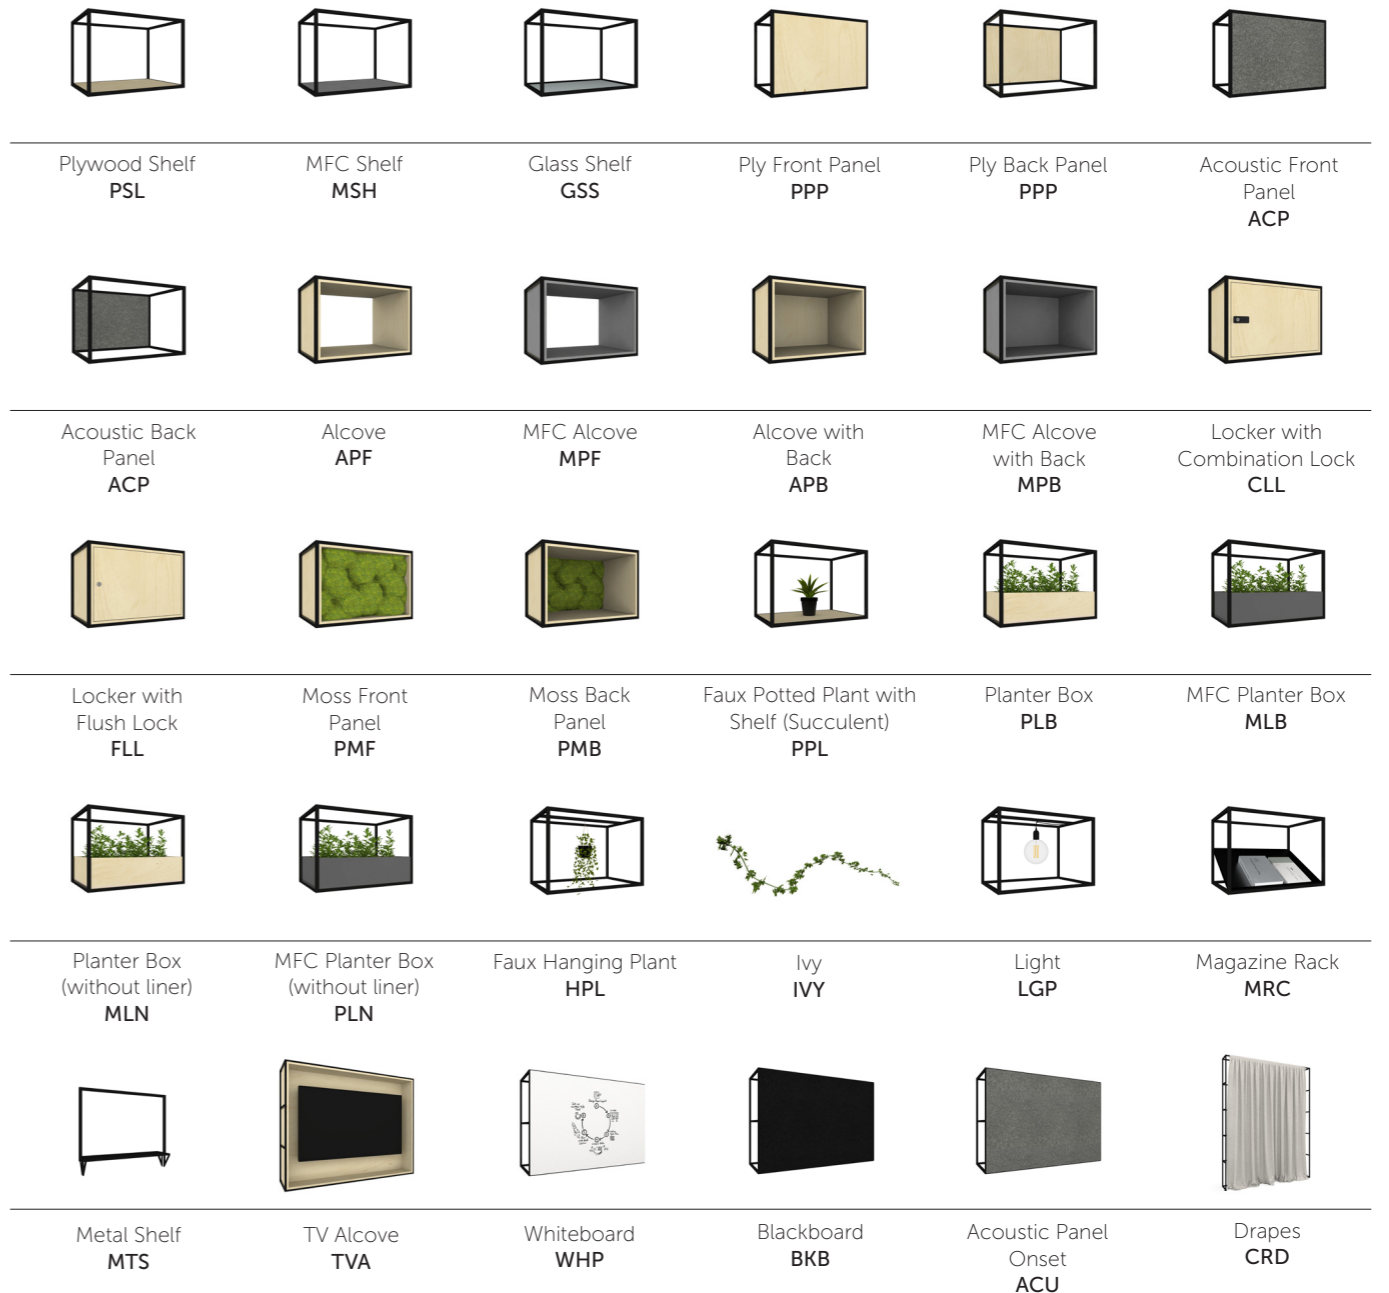 Plywood Shelf
PSL
MFC Shelf
MSH
Glass Shelf
GSS
Ply Front Panel
PPP
Ply Back Panel
PPP
Acoustic Front
Panel
ACP
Acoustic Back
Panel
ACP
Alcove
APF
MFC Alcove
MPF
Alcove with
Back
APB
MFC Alcove
with Back
MPB
Locker with
Combination Lock
CLL
Locker with
Flush Lock
FLL
Moss Front
Panel
PMF
Moss Back
Panel
PMB
Faux Potted Plant with
Shelf (Succulent)
PPL
Planter Box
PLB
MFC Planter Box
MLB
Planter Box
(without liner)
MLN
MFC Planter Box
(without liner)
PLN
Faux Hanging Plant
HPL
Ivy
IVY
Light
LGP
Magazine Rack
MRC
Metal Shelf
MTS
TV Alcove
TVA
Whiteboard
WHP
Blackboard
BKB
Acoustic Panel
Onset
ACU
Drapes
CRD